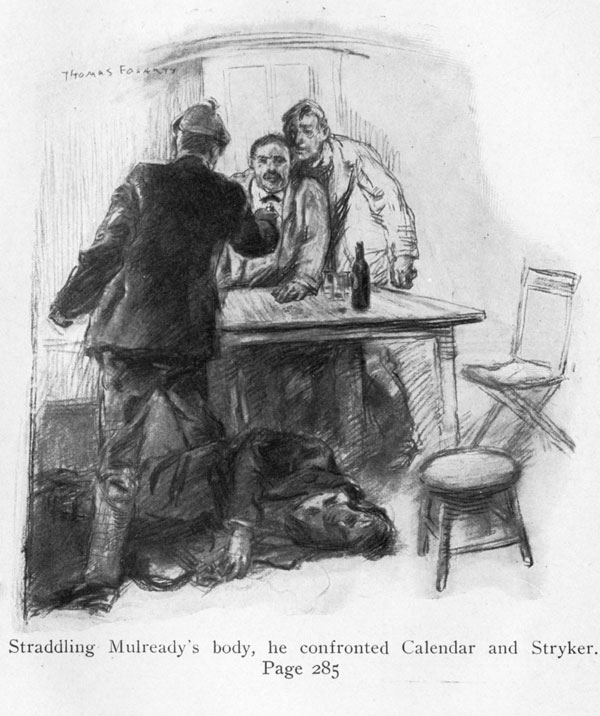 THOMAS FOGARTY
Straddling Mulready's body, he confronted Calendar and Stryker.
Page 285